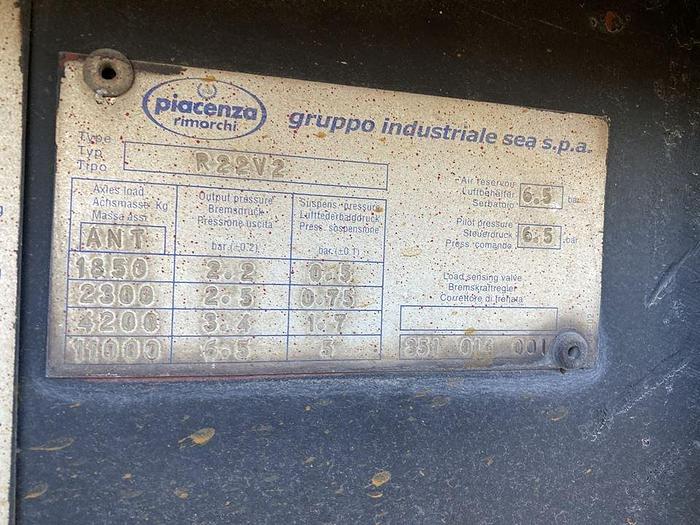 piacenza
rimorchi
gruppo industriale sea s.p.a.
Type
Typ
Tipo
R22V2
Air reservoir
Luftbehälter
Serbatoio
6.5 bar
Pilot pressure
Steuerdruck
Press. comando
6.5 bar
Axles load
Achsmasse Kg
Masse assi
Output pressure
Bremsdruck
Pressione uscita
bar (±0.2)
Suspens. pressure
Luftfederbalgdruck
Press. sospensione
bar (±0.1)
ANT
1850 2.2 0.5
2300 2.5 0.75
4200 3.4 1.7
11000 6.5 5
Load sensing valve
Bremskraftregler
Correttore di frenata
351 014 001